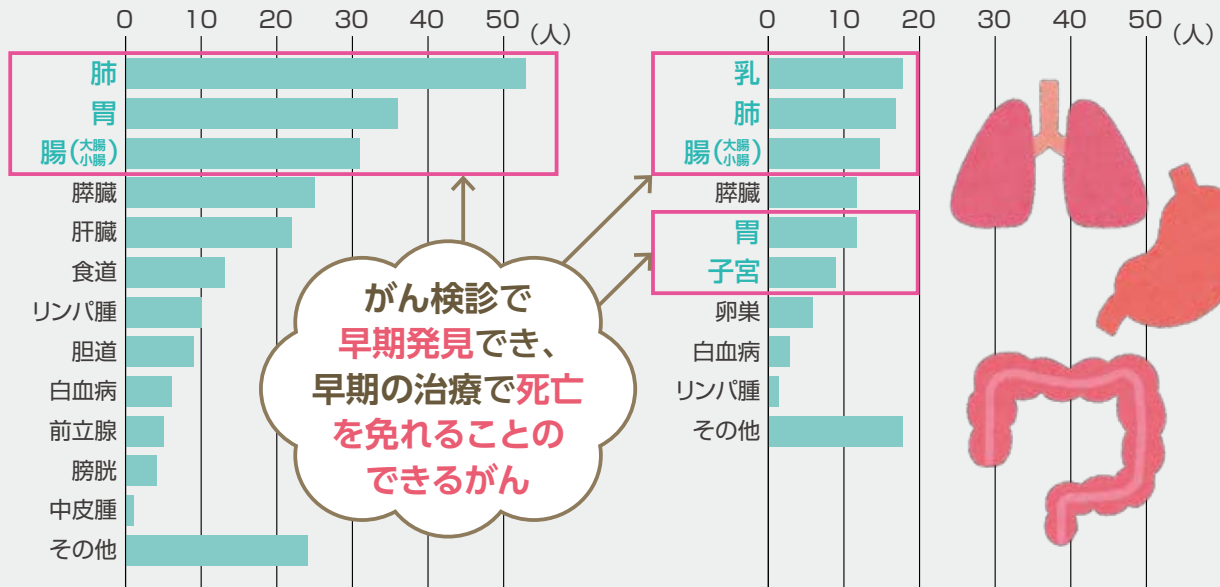 0 10 20 30 40 50 (人)
肺
胃
腸(大腸 小腸)
膵臓
肝臓
食道
リンパ腫
胆道
白血病
前立腺
膀胱
中皮腫
その他
がん検診で
早期発見でき、
早期の治療で死亡
を免れることの
できるがん
0 10 20 30 40 50 (人)
乳
肺
腸(大腸 小腸)
膵臓
胃
子宮
卵巣
白血病
リンパ腫
その他